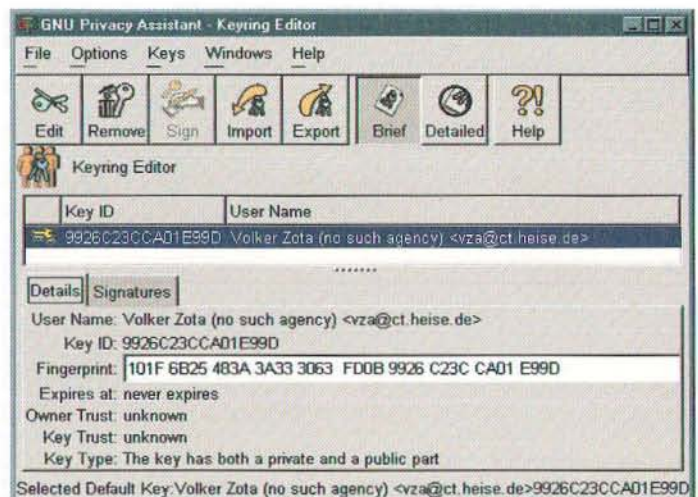 GNU Privacy Assistant - Keyring Editor
File Options Keys Windows Help
Edit Remove Sign Import Export Brief Detailed Help
Keyring Editor
Key ID User Name
9926C23CCA01E99D Volker Zota (no such agency) <vza@ct.heise.de>
Details Signatures
User Name: Volker Zota (no such agency) <vza@ct.heise.de>
Key ID: 9926C23CCA01E99D
Fingerprint: 101F 6B25 483A 3A33 3063 FD0B 9926 C23C CA01 E99D
Expires at: never expires
Owner Trust: unknown
Key Trust: unknown
Key Type: The key has both a private and a public part
Selected Default Key:Volker Zota (no such agency) <vza@ct.heise.de>9926C23CCA01E99D